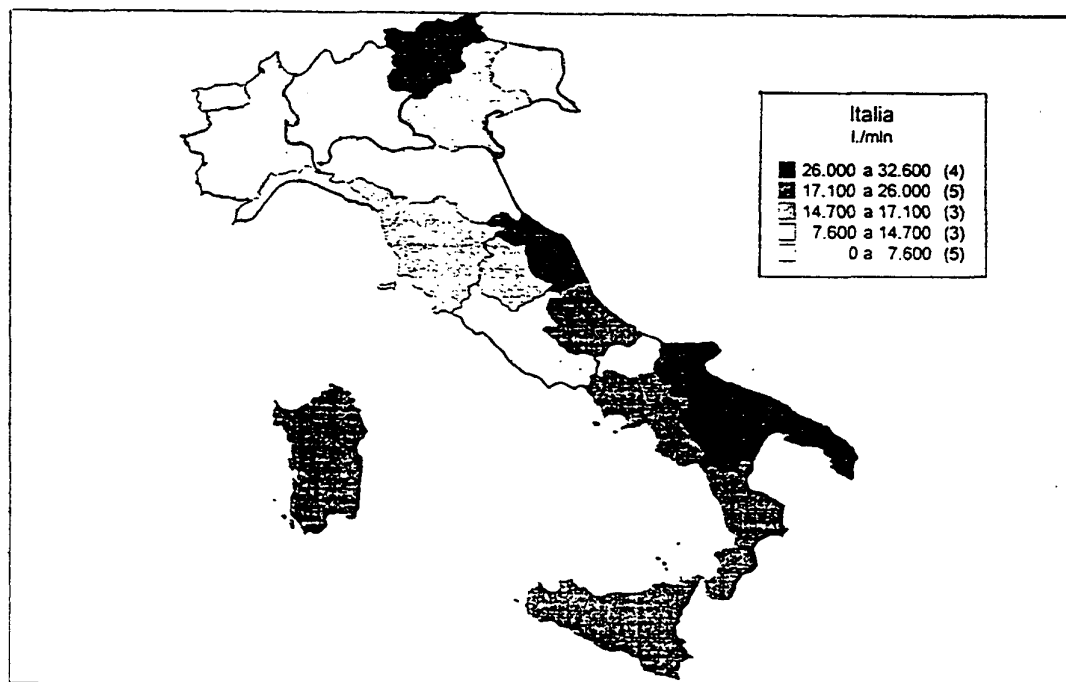 Italia
l./mln
26.000 a 32.600 (4)
17.100 a 26.000 (5)
14.700 a 17.100 (3)
7.600 a 14.700 (3)
0 a 7.600 (5)